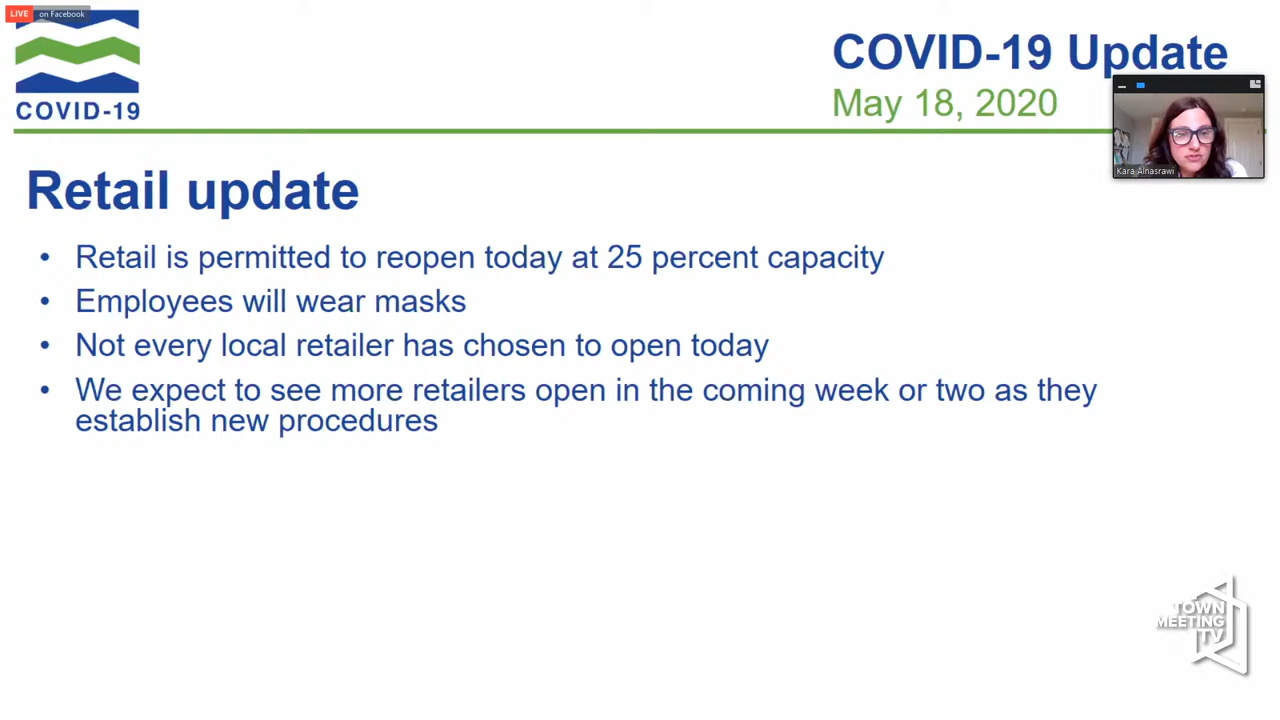 LIVE on Facebook
COVID-19
COVID-19 Update
May 18, 2020
Kara Alnasrawi
Retail update
• Retail is permitted to reopen today at 25 percent capacity
• Employees will wear masks
• Not every local retailer has chosen to open today
• We expect to see more retailers open in the coming week or two as they
establish new procedures
TOWN
MEETING
TV